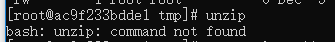 [root@ac9f233bdde1 tmp]# unzip
bash: unzip: command not found